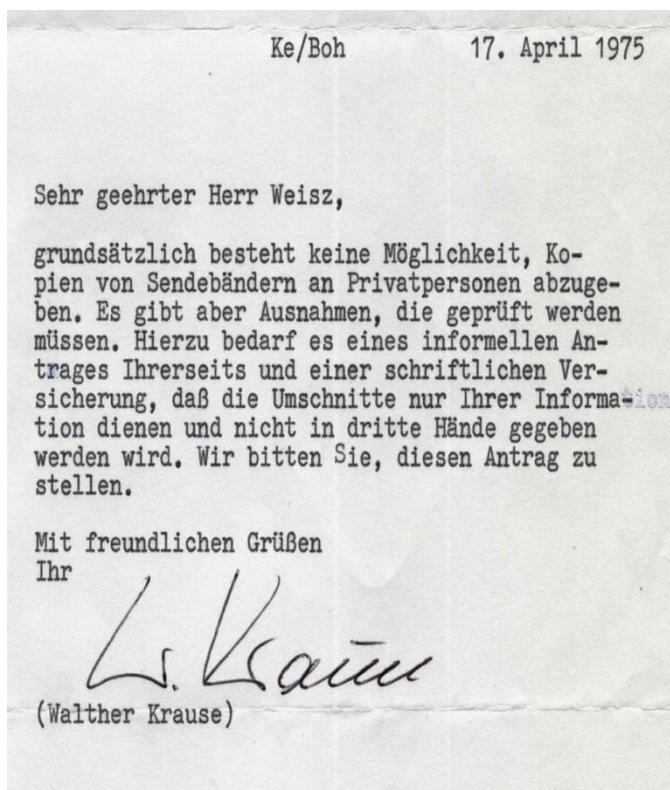 Ke/Boh 17. April 1975
Sehr geehrter Herr Weisz,
grundsätzlich besteht keine Möglichkeit, Ko-
pien von Sendebändern an Privatpersonen abzuge-
ben. Es gibt aber Ausnahmen, die geprüft werden
müssen. Hierzu bedarf es eines informellen An-
trages Ihrerseits und einer schriftlichen Ver-
sicherung, daß die Umschnitte nur Ihrer Informa-tion
tion dienen und nicht in dritte Hände gegeben
werden wird. Wir bitten Sie, diesen Antrag zu
stellen.
Mit freundlichen Grüßen
Ihr
W. Krause
(Walther Krause)